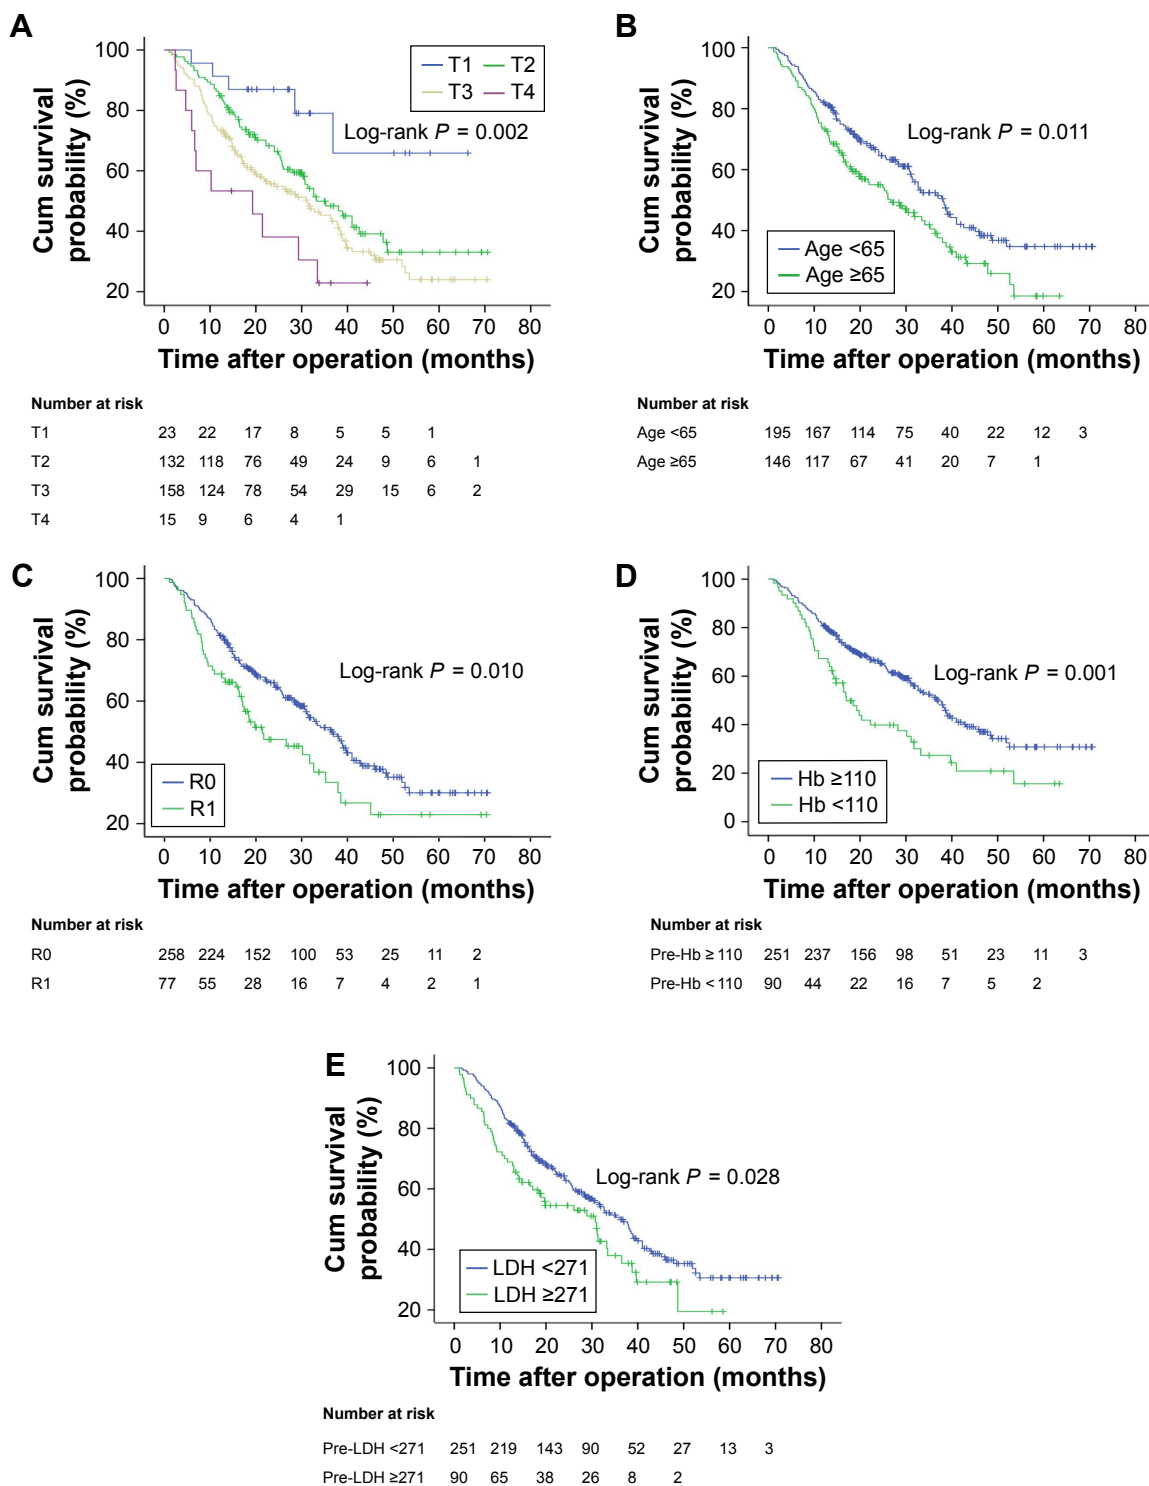 A
100
80
60
40
20
Cum survival
probability (%)
T1 T2
T3 T4
Log-rank P = 0.002
0 10 20 30 40 50 60 70 80
Time after operation (months)
Number at risk
T1 23 22 17 8 5 5 1
T2 132 118 76 49 24 9 6 1
T3 158 124 78 54 29 15 6 2
T4 15 9 6 4 1
B
100
80
60
40
20
Cum survival
probability (%)
Log-rank P = 0.011
Age <65
Age ≥65
0 10 20 30 40 50 60 70 80
Time after operation (months)
Number at risk
Age <65 195 167 114 75 40 22 12 3
Age ≥65 146 117 67 41 20 7 1
C
100
80
60
40
20
Cum survival
probability (%)
Log-rank P = 0.010
R0
R1
0 10 20 30 40 50 60 70 80
Time after operation (months)
Number at risk
R0 258 224 152 100 53 25 11 2
R1 77 55 28 16 7 4 2 1
D
100
80
60
40
20
0
Cum survival
probability (%)
Log-rank P = 0.001
Hb ≥110
Hb <110
0 10 20 30 40 50 60 70 80
Time after operation (months)
Number at risk
Pre-Hb ≥ 110 251 237 156 98 51 23 11 3
Pre-Hb < 110 90 44 22 16 7 5 2
E
100
80
60
40
20
Cum survival
probability (%)
Log-rank P = 0.028
LDH <271
LDH ≥271
0 10 20 30 40 50 60 70 80
Time after operation (months)
Number at risk
Pre-LDH <271 251 219 143 90 52 27 13 3
Pre-LDH ≥271 90 65 38 26 8 2